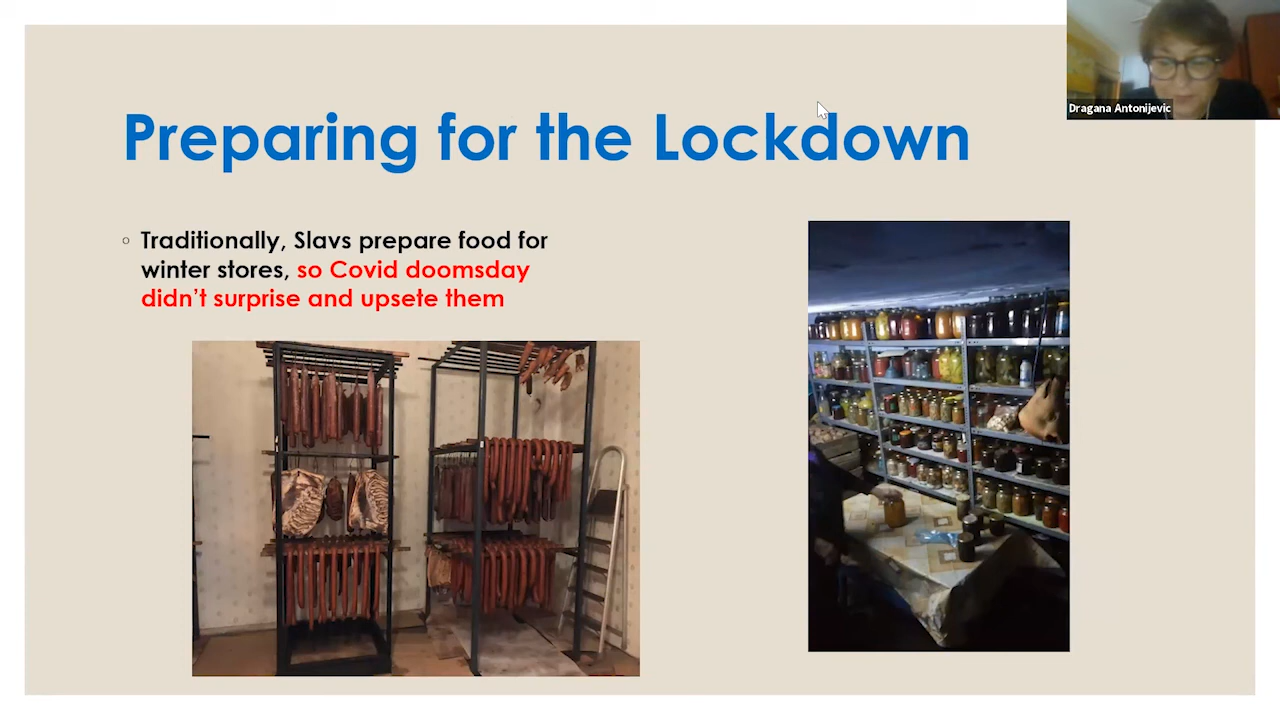 Preparing for the Lockdown
Dragana Antonijevic
Traditionally, Slavs prepare food for
winter stores, so Covid doomsday
didn't surprise and upsete them